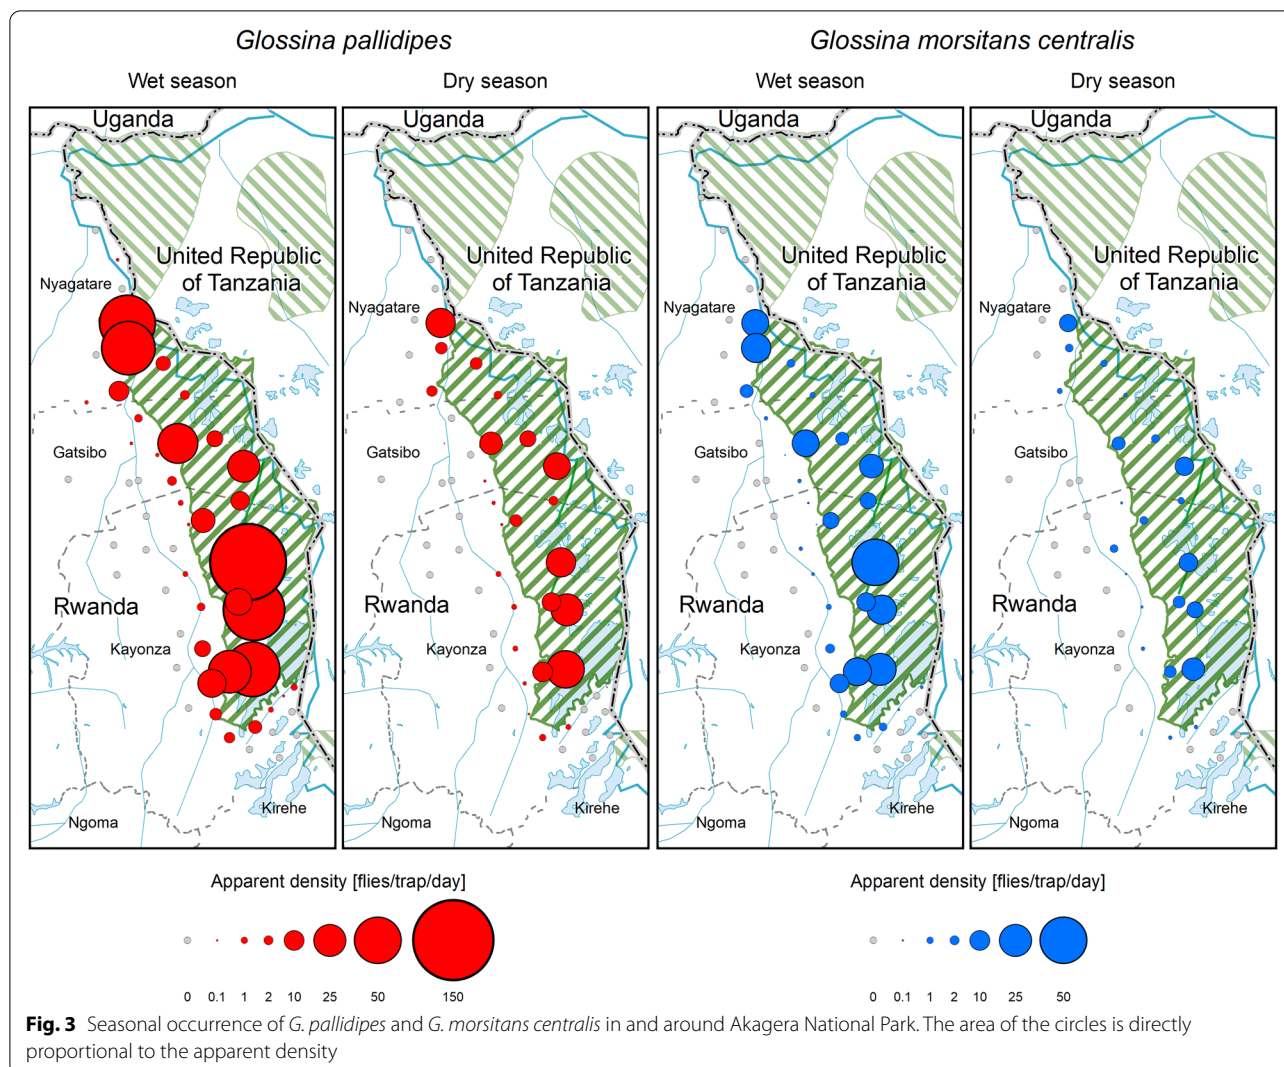 Glossina pallidipes
Glossina morsitans centralis
Wet season
Dry season
Wet season
Dry season
Uganda
United Republic
of Tanzania
Nyagatare
Gatsibo
Rwanda
Kayonza
Kirehe
Ngoma
Uganda
United Republic
of Tanzania
Nyagatare
Gatsibo
Rwanda
Kayonza
Kirehe
Ngoma
Uganda
United Republic
of Tanzania
Nyagatare
Gatsibo
Rwanda
Kayonza
Kirehe
Ngoma
Uganda
United Republic
of Tanzania
Nyagatare
Gatsibo
Rwanda
Kayonza
Kirehe
Ngoma
Apparent density [flies/trap/day]
0 0.1 1 2 10 25 50 150
Apparent density [flies/trap/day]
0 0.1 1 2 10 25 50
Fig. 3 Seasonal occurrence of G. pallidipes and G. morsitans centralis in and around Akagera National Park. The area of the circles is directly
proportional to the apparent density